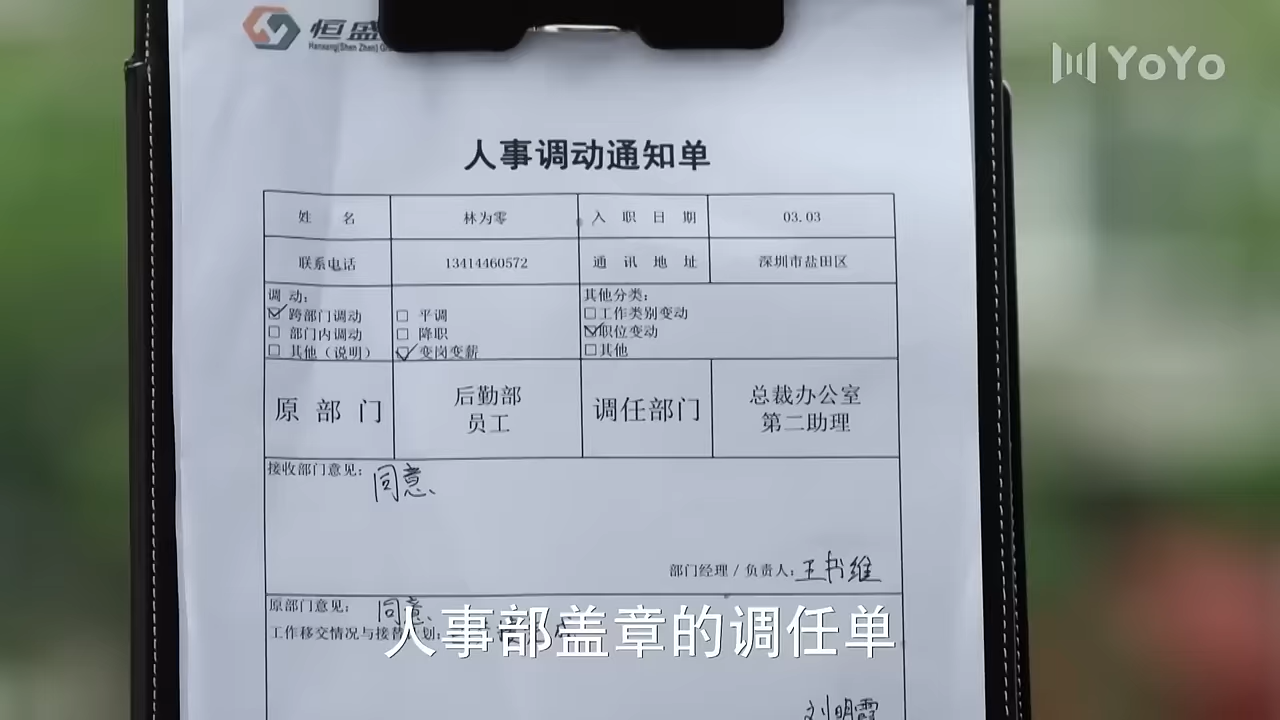 恒盛
YoYo
人事调动通知单
姓 名 林为零 入 职 日 期 03.03
联系电话 13414460572 通 讯 地 址 深圳市盐田区
调 动: 其他分类:
跨部门调动 □ 平调 □工作类别变动
□ 部门内调动 □ 降职 职位变动
□ 其他(说明) 变岗变薪 □其他
原 部 门 后勤部 员工 调任部门 总裁办公室 第二助理
接收部门意见: 同意
部门经理/负责人: 王书维
原部门意见: 同意
工作移交情况与接替 划:
人事部盖章的调任单
刘明霞